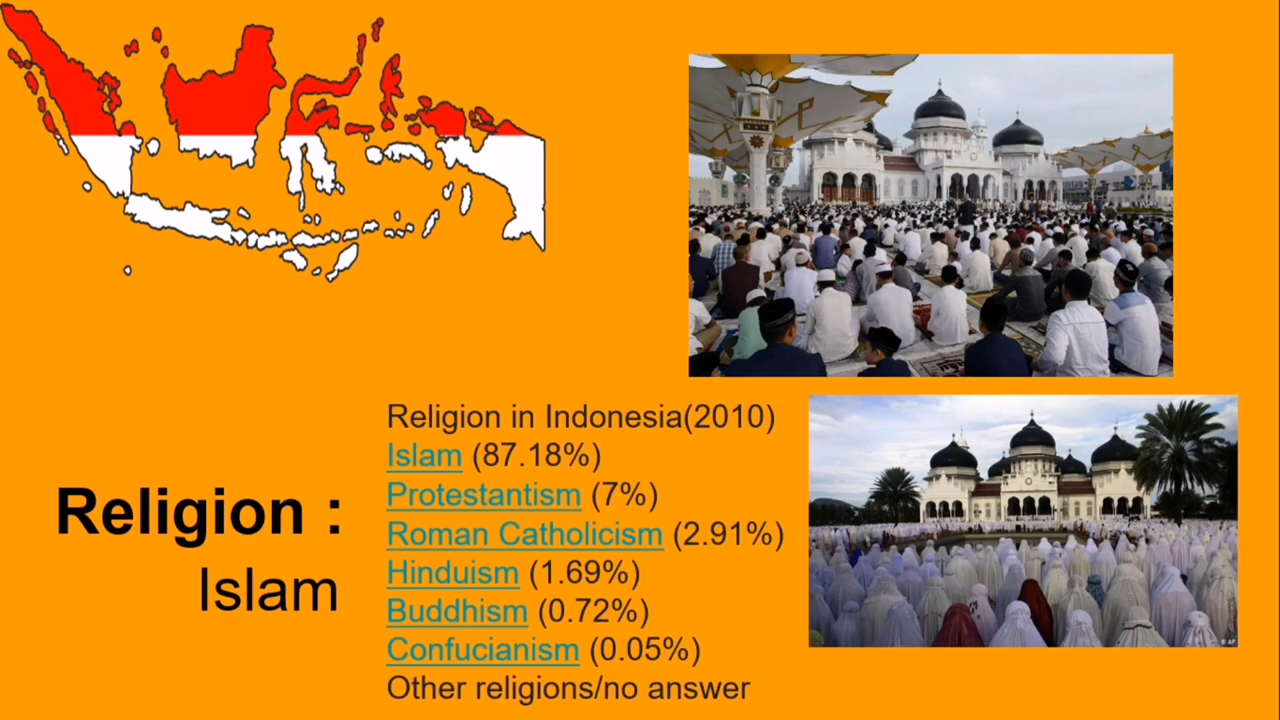 Religion :
Islam
Religion in Indonesia(2010)
Islam (87.18%)
Protestantism (7%)
Roman Catholicism (2.91%)
Hinduism (1.69%)
Buddhism (0.72%)
Confucianism (0.05%)
Other religions/no answer
© AP